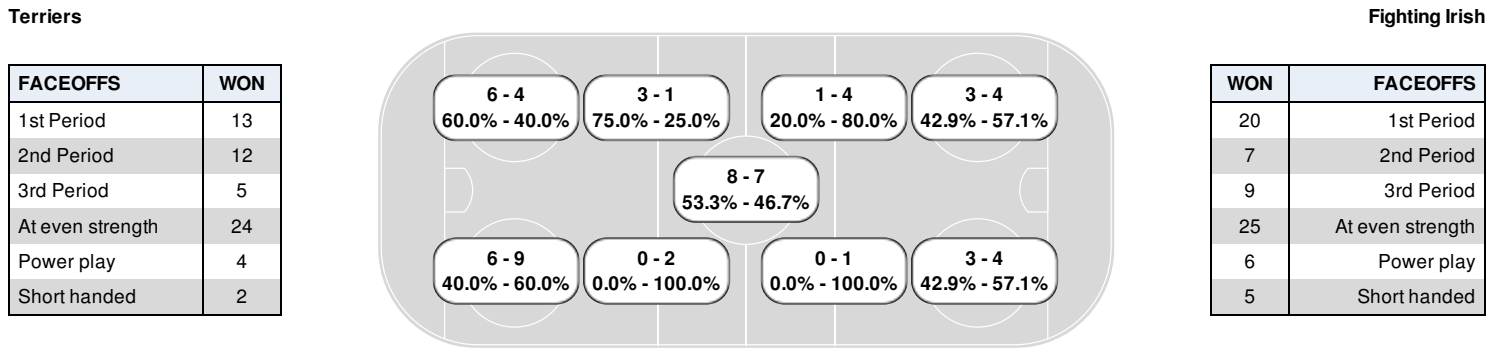 Terriers
Fighting Irish
FACEOFFS WON
1st Period 13
2nd Period 12
3rd Period 5
At even strength 24
Power play 4
Short handed 2
6 - 4
60.0% - 40.0%
3 - 1
75.0% - 25.0%
1 - 4
20.0% - 80.0%
3 - 4
42.9% - 57.1%
8 - 7
53.3% - 46.7%
6 - 9
40.0% - 60.0%
0 - 2
0.0% - 100.0%
0 - 1
0.0% - 100.0%
3 - 4
42.9% - 57.1%
WON FACEOFFS
20 1st Period
7 2nd Period
9 3rd Period
25 At even strength
6 Power play
5 Short handed